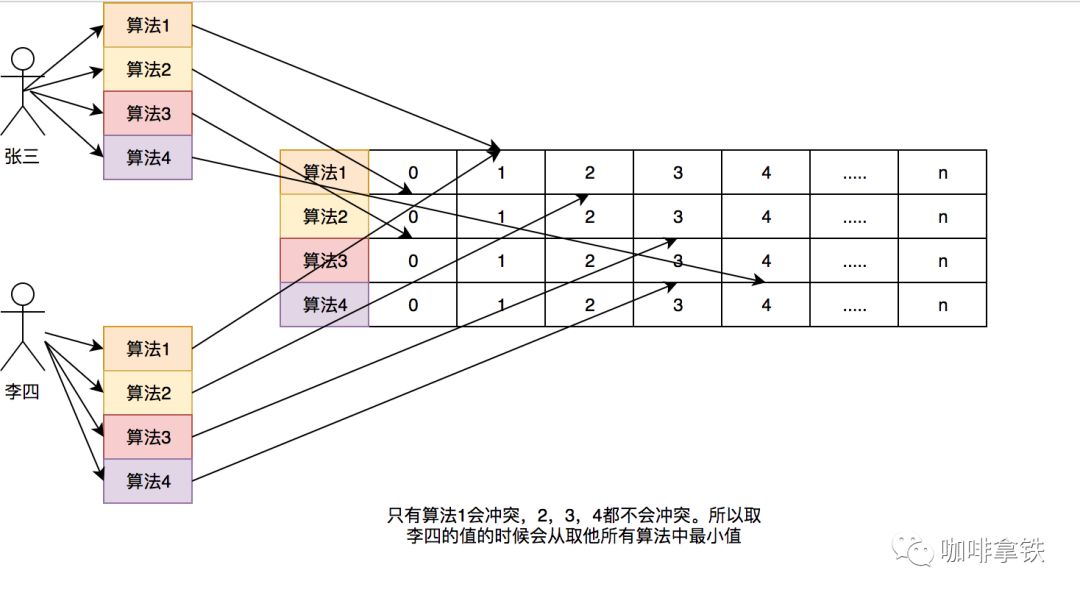 算法1
算法2
算法3
算法4
张三
算法1 0 1 2 3 4 ..... n
算法2 0 1 2 3 4 ..... n
算法3 0 1 2 3 4 ..... n
算法4 0 1 2 3 4 ..... n
李四
算法1
算法2
算法3
算法4
只有算法1会冲突，2，3，4都不会冲突。所以取
李四的值的时候会从取他所有算法中最小值
咖啡拿铁